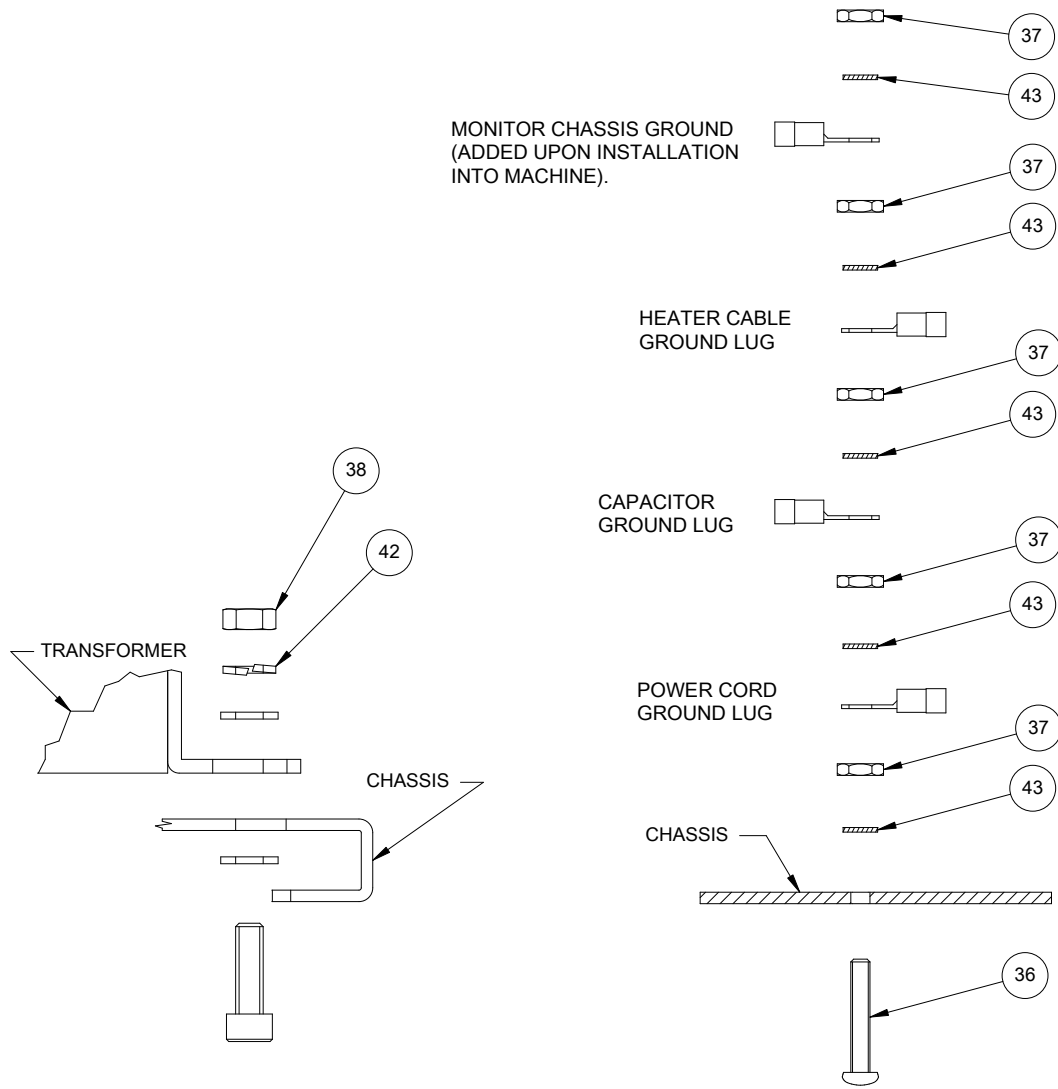 37
43
MONITOR CHASSIS GROUND
(ADDED UPON INSTALLATION
INTO MACHINE).
37
43
HEATER CABLE
GROUND LUG
37
43
38
CAPACITOR
GROUND LUG
37
42
43
TRANSFORMER
POWER CORD
GROUND LUG
37
CHASSIS
43
CHASSIS
36